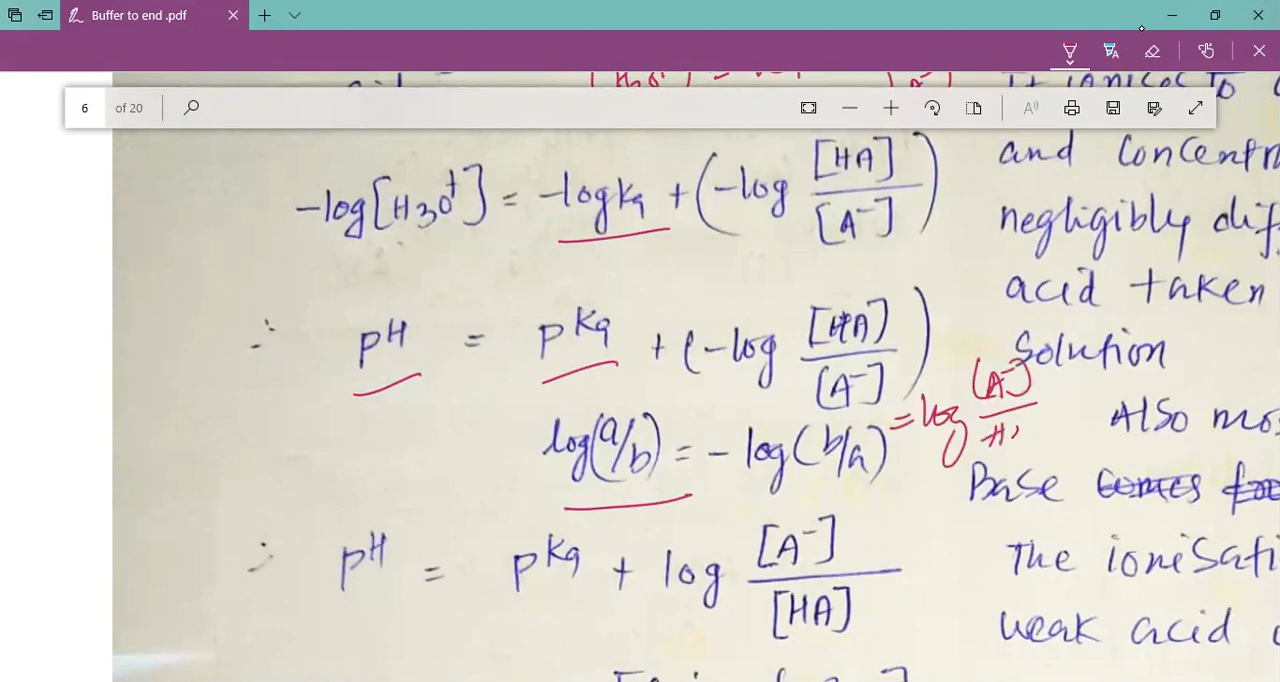 Buffer to end .pdf
6 of 20
-log[H3O+] = -logKa + (-log [HA]/[A-])
and concentr
negligibly dif
acid taken
∴ pH = pKa + (-log [HA]/[A-])
Solution
log(a/b) = - log(b/a) = log [A-]/
Also mo
Base
∴ pH = pKa + log [A-]/[HA]
The ionisati
weak acid